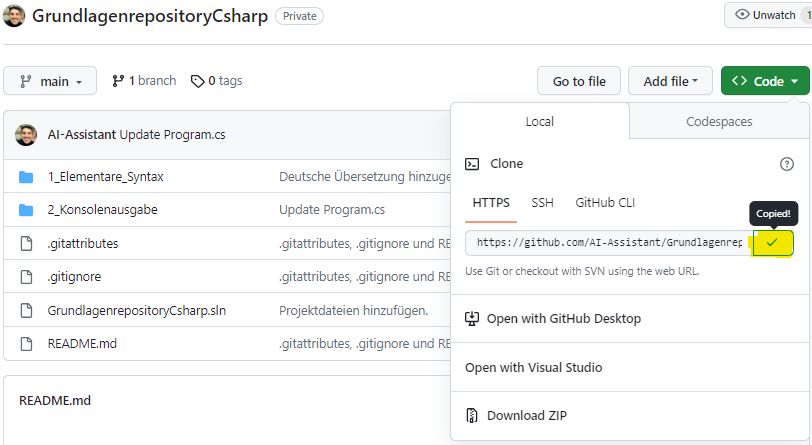 GrundlagenrepositoryCsharp Private
Unwatch 1
main 1 branch 0 tags Go to file Add file Code
AI-Assistant Update Program.cs
1_Elementare_Syntax Deutsche Übersetzung hinzuge
2_Konsolenausgabe Update Program.cs
.gitattributes .gitattributes, .gitignore und RE
.gitignore .gitattributes, .gitignore und RE
GrundlagenrepositoryCsharp.sln Projektdateien hinzufügen.
README.md .gitattributes, .gitignore und RE
README.md
Local Codespaces
Clone
HTTPS SSH GitHub CLI
Copied!
https://github.com/AI-Assistant/Grundlagenrep
Use Git or checkout with SVN using the web URL.
Open with GitHub Desktop
Open with Visual Studio
Download ZIP